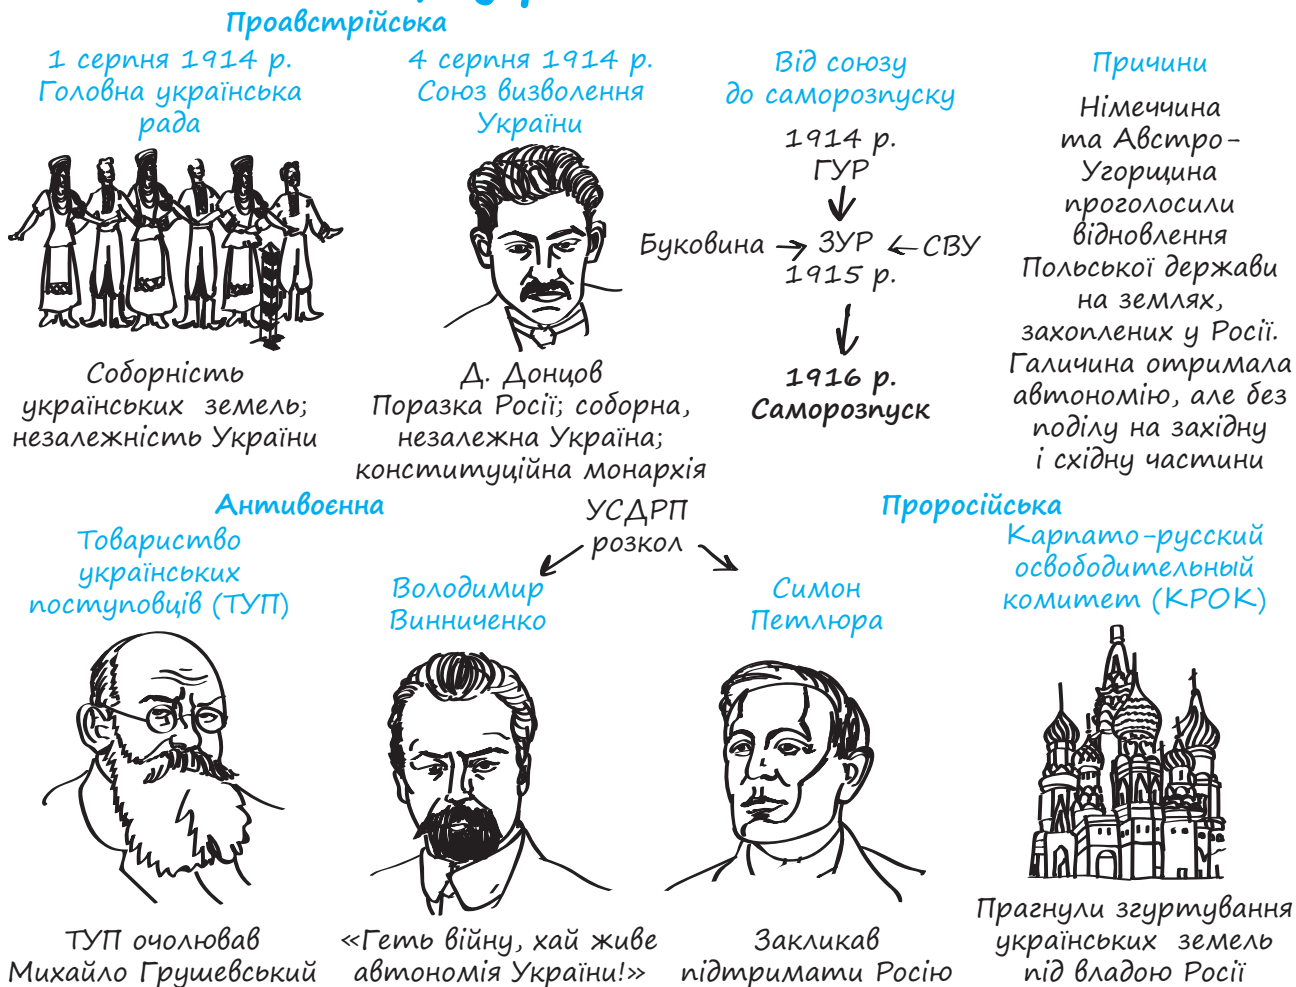 Проавстрійська
1 серпня 1914 р.
Головна українська
рада
Соборність
українських земель;
незалежність України
4 серпня 1914 р.
Союз визволення
України
Д. Донцов
Поразка Росії; соборна,
незалежна Україна;
конституційна монархія
Від союзу
до саморозпуску
1914 р.
ГУР
Буковина → ЗУР ← СВУ
1915 р.
1916 р.
Саморозпуск
Причини
Німеччина
та Австро-
Угорщина
проголосили
відновлення
Польської держави
на землях,
захоплених у Росії.
Галичина отримала
автономію, але без
поділу на західну
і східну частини
Антивоєнна
Товариство
українських
поступовців (ТУП)
ТУП очолював
Михайло Грушевський
УСДРП
розкол
Володимир
Винниченко
«Геть війну, хай живе
автономія України!»
Симон
Петлюра
Закликав
підтримати Росію
Проросійська
Карпато-русский
освободительный
комитет (КРОК)
Прагнули згуртування
українських земель
під владою Росії